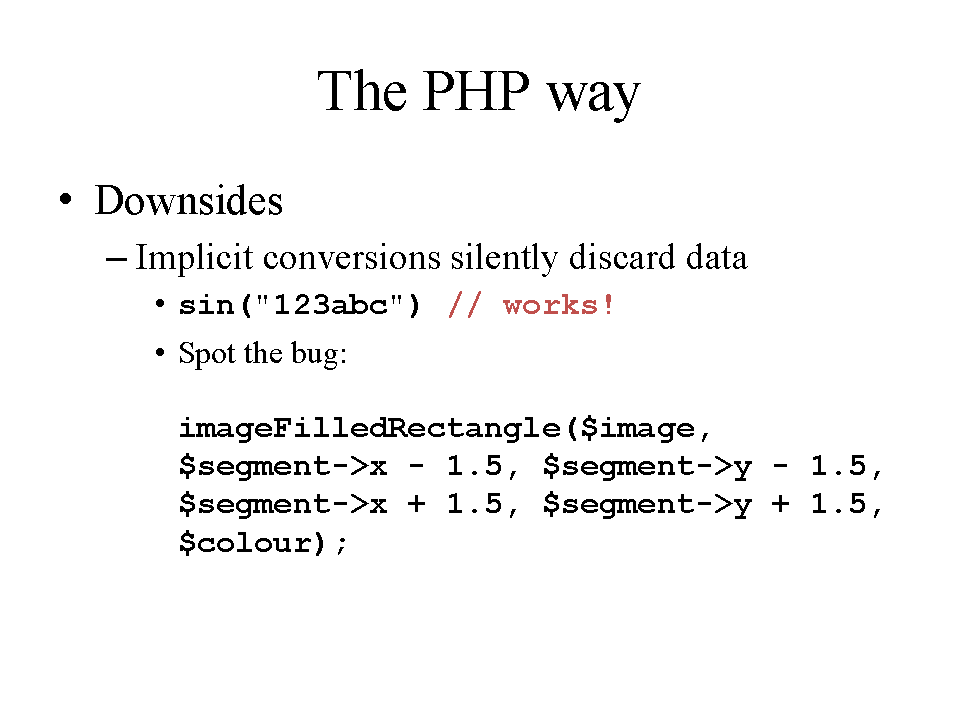 The PHP way
• Downsides
– Implicit conversions silently discard data
• sin("123abc") // works!
• Spot the bug:
imageFilledRectangle($image,
$segment->x - 1.5, $segment->y - 1.5,
$segment->x + 1.5, $segment->y + 1.5,
$colour);